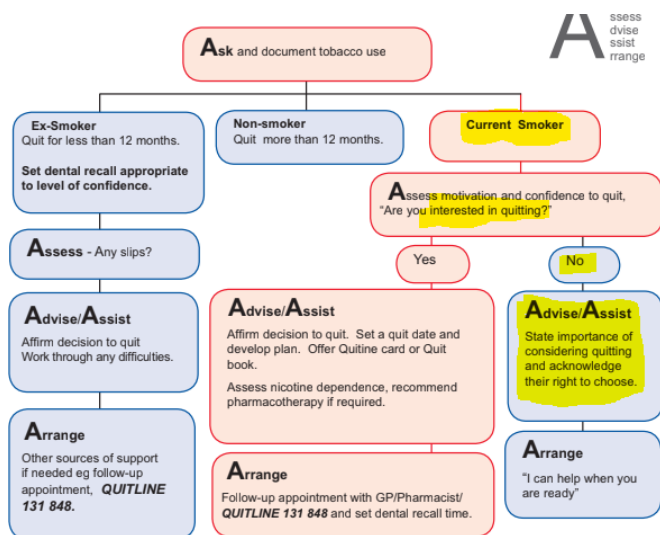 A
ssess
dvise
ssist
rrange
Ask and document tobacco use
Ex-Smoker
Quit for less than 12 months.
Set dental recall appropriate
to level of confidence.
Assess - Any slips?
Advise/Assist
Affirm decision to quit
Work through any difficulties.
Arrange
Other sources of support
if needed eg follow-up
appointment, QUITLINE
131 848.
Non-smoker
Quit more than 12 months.
Current Smoker
Assess motivation and confidence to quit,
“Are you interested in quitting?”
Yes
Advise/Assist
Affirm decision to quit. Set a quit date and
develop plan. Offer Quitine card or Quit
book.
Assess nicotine dependence, recommend
pharmacotherapy if required.
Arrange
Follow-up appointment with GP/Pharmacist/
QUITLINE 131 848 and set dental recall time.
No
Advise/Assist
State importance of
considering quitting
and acknowledge
their right to choose.
Arrange
“I can help when you
are ready”